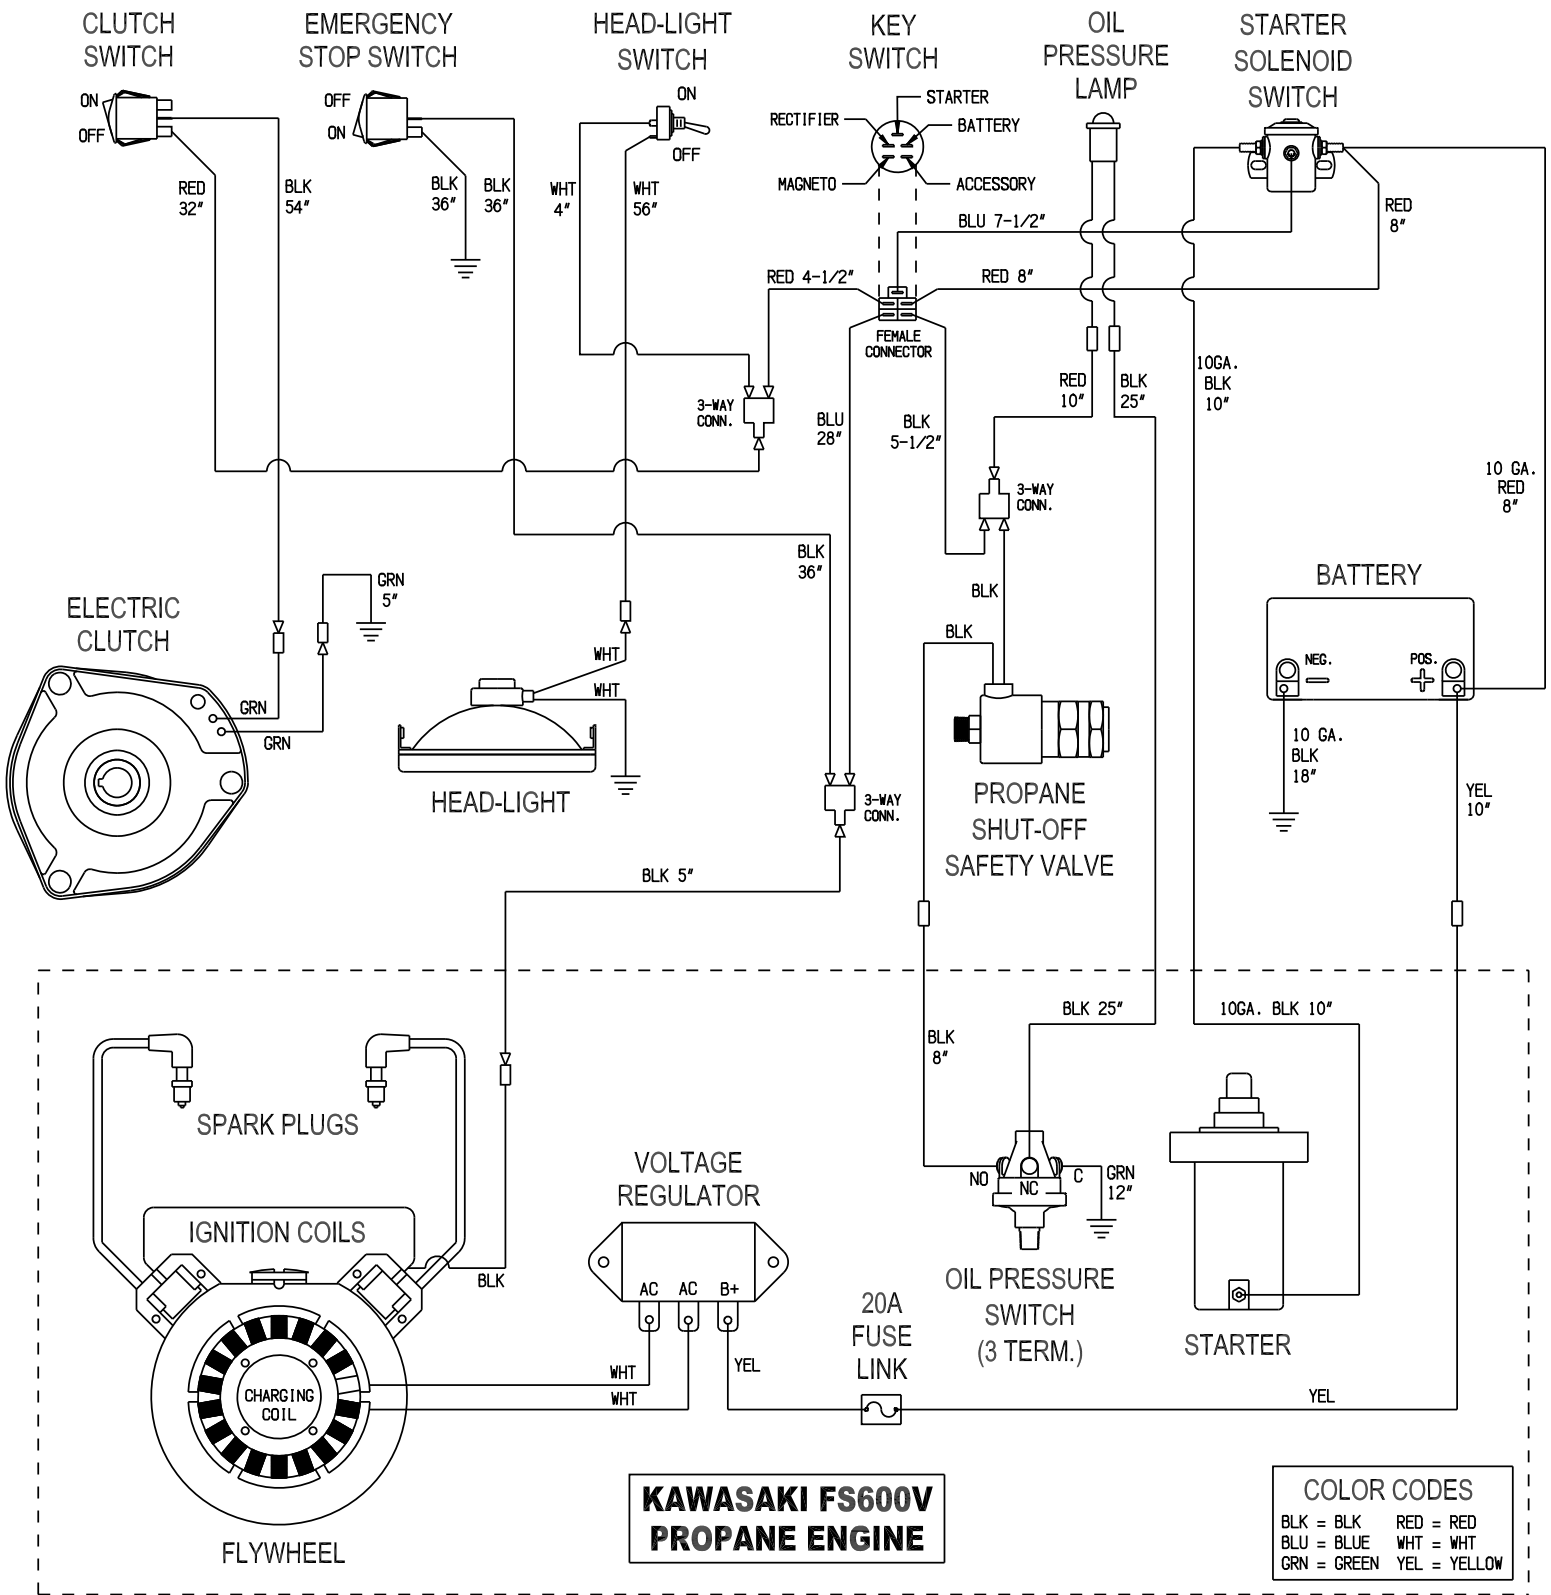 CLUTCH
SWITCH
EMERGENCY
STOP SWITCH
HEAD-LIGHT
SWITCH
KEY
SWITCH
OIL
PRESSURE
LAMP
STARTER
SOLENOID
SWITCH
ON
OFF
OFF
ON
ON
OFF
STARTER
RECTIFIER
BATTERY
MAGNETO
ACCESSORY
RED
32"
BLK
54"
BLK
36"
BLK
36"
WHT
4"
WHT
56"
BLU 7-1/2"
RED
8"
RED 4-1/2"
RED 8"
FEMALE
CONNECTOR
3-WAY
CONN.
BLU
28"
BLK
5-1/2"
RED
10"
BLK
25"
10GA.
BLK
10"
3-WAY
CONN.
10 GA.
RED
8"
BLK
36"
GRN
5"
BLK
BLK
ELECTRIC
CLUTCH
GRN
GRN
WHT
WHT
HEAD-LIGHT
BATTERY
NEG.
POS.
10 GA.
BLK
18"
YEL
10"
3-WAY
CONN.
PROPANE
SHUT-OFF
SAFETY VALVE
BLK 5"
BLK
8"
BLK 25"
10GA. BLK 10"
SPARK PLUGS
IGNITION COILS
BLK
VOLTAGE
REGULATOR
AC
AC
B+
NO
NC
C
GRN
12"
OIL PRESSURE
SWITCH
(3 TERM.)
STARTER
20A
FUSE
LINK
WHT
WHT
YEL
YEL
CHARGING
COIL
FLYWHEEL
KAWASAKI FS600V
PROPANE ENGINE
COLOR CODES
BLK = BLK RED = RED
BLU = BLUE WHT = WHT
GRN = GREEN YEL = YELLOW